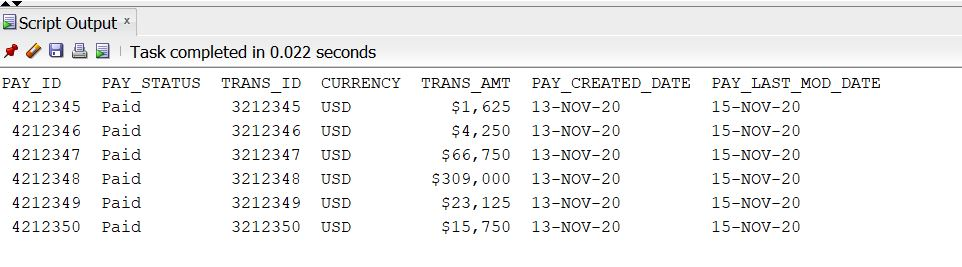 Script Output x
Task completed in 0.022 seconds
PAY_ID PAY_STATUS TRANS_ID CURRENCY TRANS_AMT PAY_CREATED_DATE PAY_LAST_MOD_DATE
4212345 Paid 3212345 USD $1,625 13-NOV-20 15-NOV-20
4212346 Paid 3212346 USD $4,250 13-NOV-20 15-NOV-20
4212347 Paid 3212347 USD $66,750 13-NOV-20 15-NOV-20
4212348 Paid 3212348 USD $309,000 13-NOV-20 15-NOV-20
4212349 Paid 3212349 USD $23,125 13-NOV-20 15-NOV-20
4212350 Paid 3212350 USD $15,750 13-NOV-20 15-NOV-20